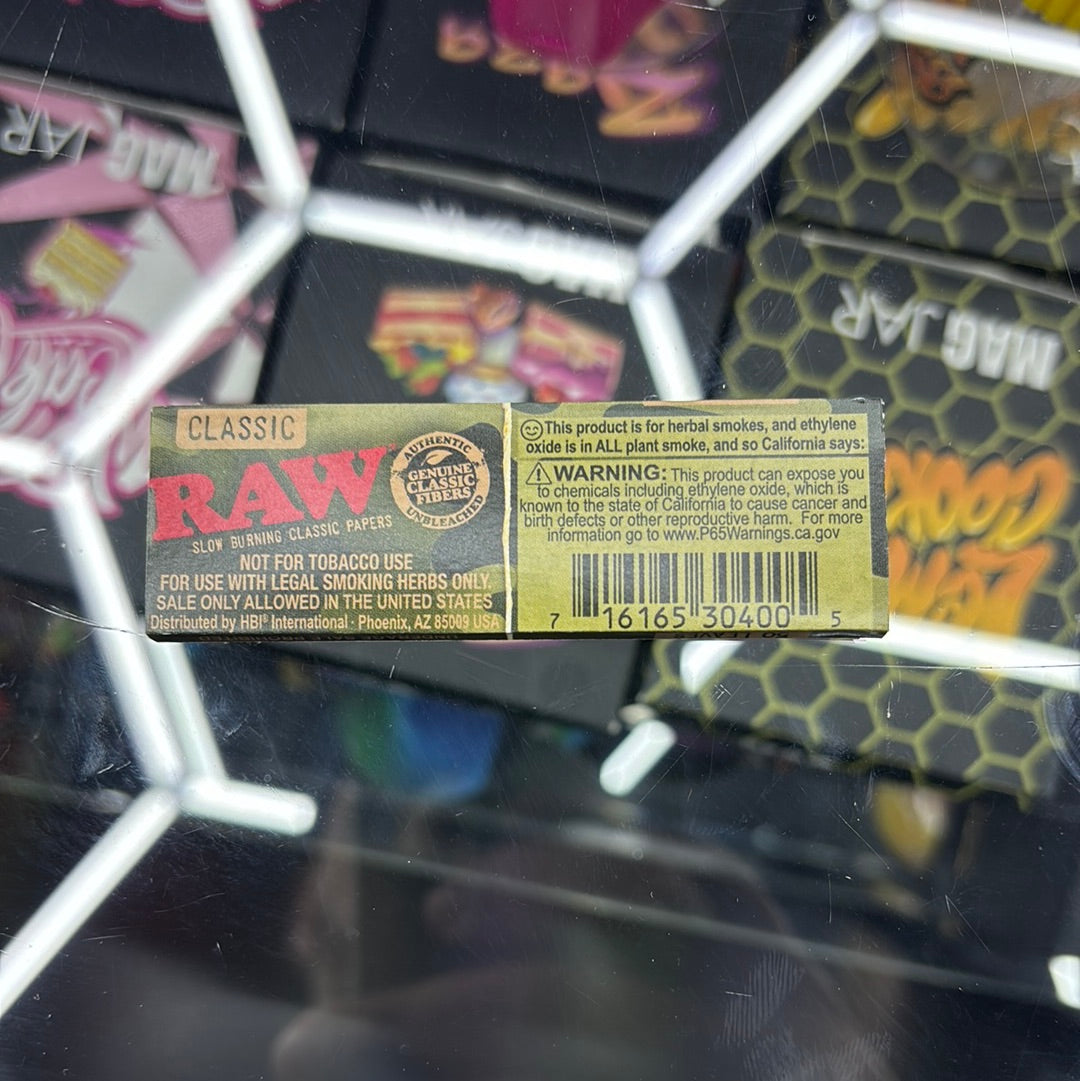 MAG JAR
MAG JAR
CLASSIC
RAW
AUTHENTIC
GENUINE
CLASSIC
FIBERS
UNBLEACHED
SLOW BURNING CLASSIC PAPERS
NOT FOR TOBACCO USE
FOR USE WITH LEGAL SMOKING HERBS ONLY.
SALE ONLY ALLOWED IN THE UNITED STATES
Distributed by HBI® International · Phoenix, AZ 85009 USA
This product is for herbal smokes, and ethylene
oxide is in ALL plant smoke, and so California says:
WARNING: This product can expose you
to chemicals including ethylene oxide, which is
known to the state of California to cause cancer and
birth defects or other reproductive harm. For more
information go to www.P65Warnings.ca.gov
7 16165 30400 5